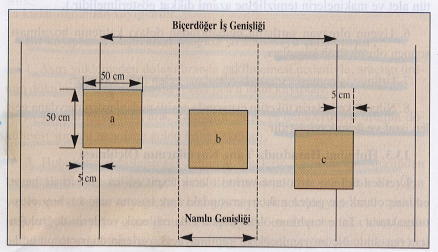 Biçerdöğer İş Genişliği
50 cm
50 cm
5 cm
a
b
c
5 cm
Namlu Genişliği